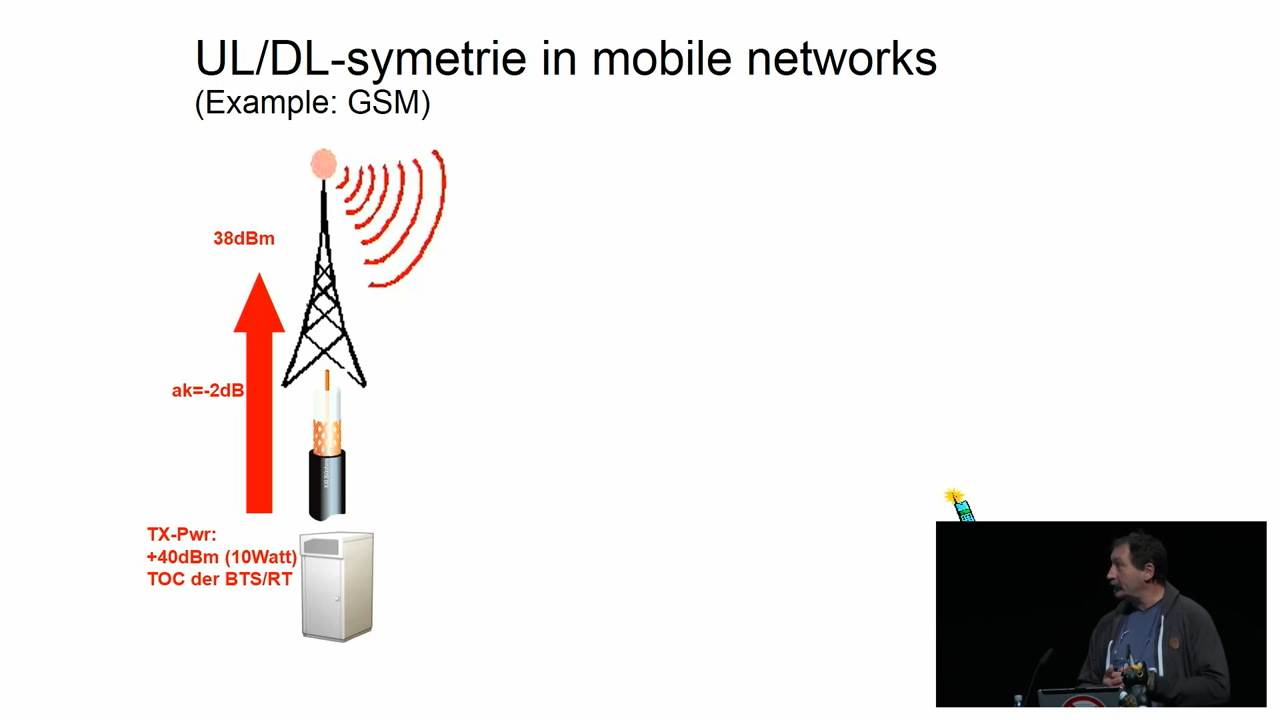 UL/DL-symetrie in mobile networks
(Example: GSM)
38dBm
ak=-2dB
TX-Pwr:
+40dBm (10Watt)
TOC der BTS/RT